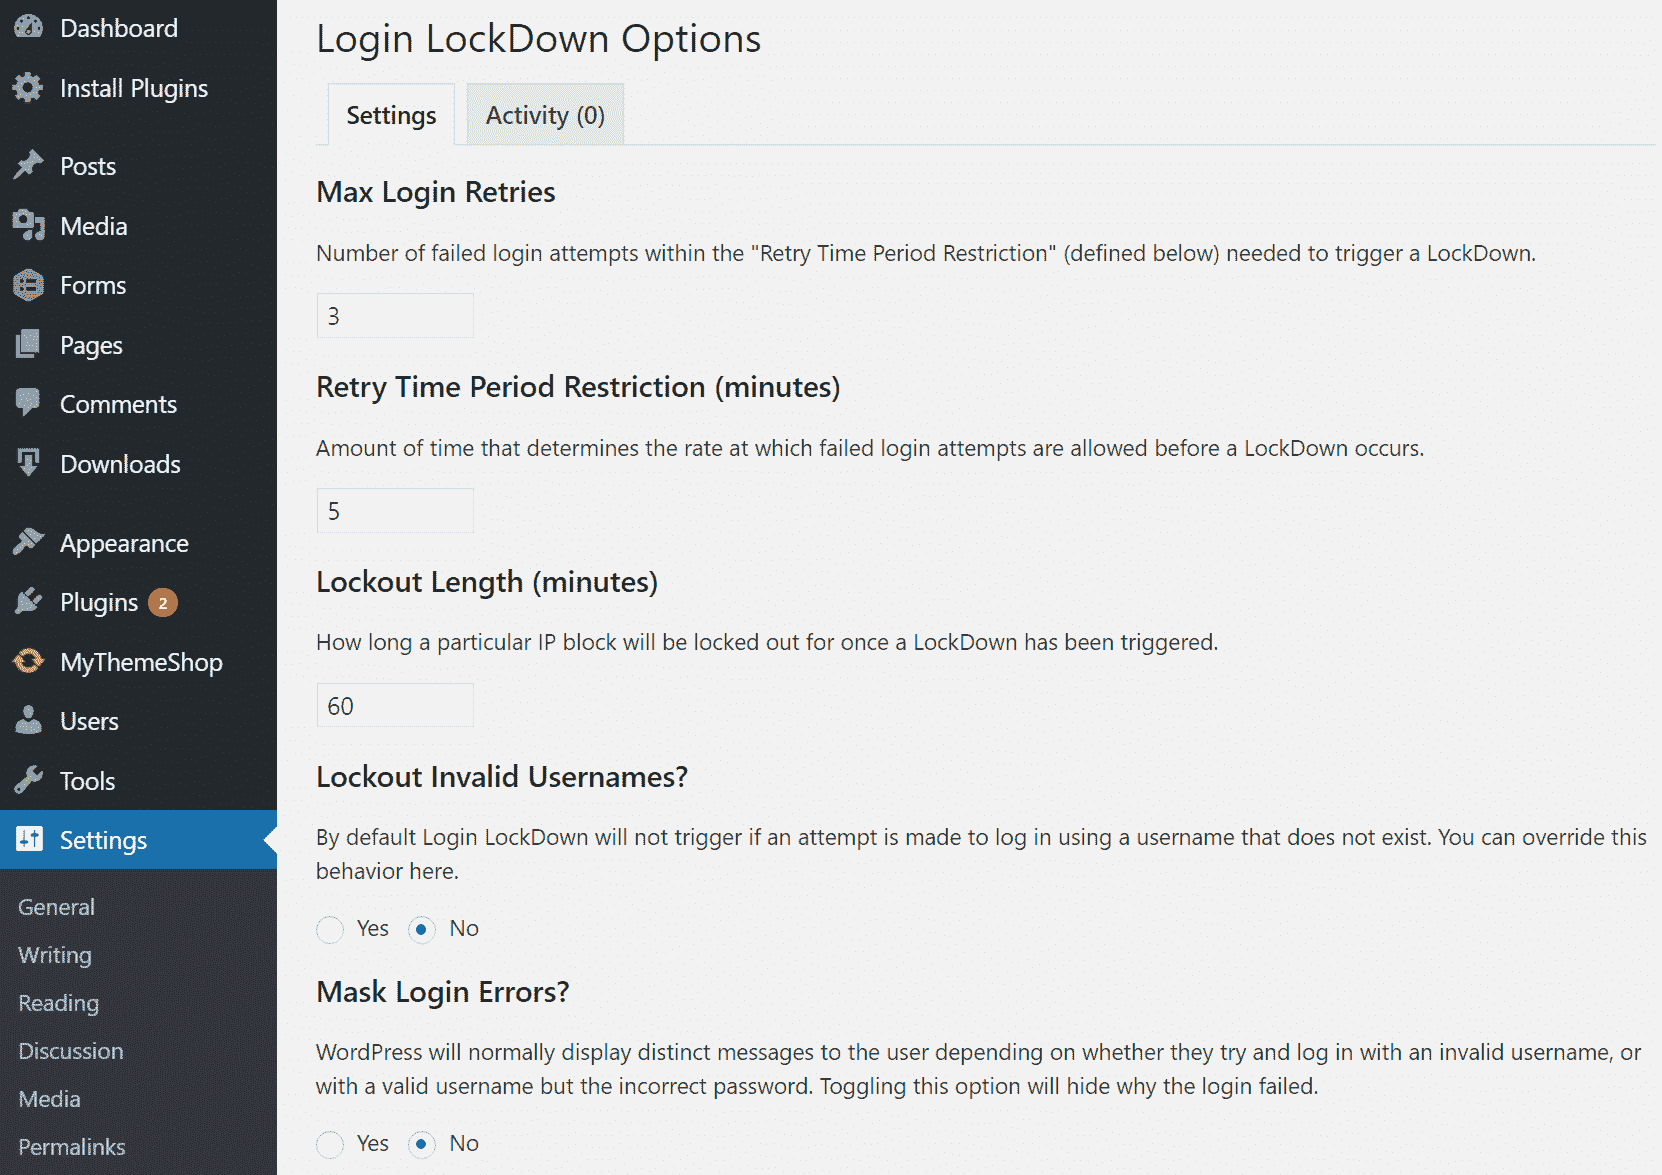 Dashboard
Install Plugins
Posts
Media
Forms
Pages
Comments
Downloads
Appearance
Plugins 2
MyThemeShop
Users
Tools
Settings
General
Writing
Reading
Discussion
Media
Permalinks
Login LockDown Options
Settings
Activity (0)
Max Login Retries
Number of failed login attempts within the "Retry Time Period Restriction" (defined below) needed to trigger a LockDown.
3
Retry Time Period Restriction (minutes)
Amount of time that determines the rate at which failed login attempts are allowed before a LockDown occurs.
5
Lockout Length (minutes)
How long a particular IP block will be locked out for once a LockDown has been triggered.
60
Lockout Invalid Usernames?
By default Login LockDown will not trigger if an attempt is made to log in using a username that does not exist. You can override this
behavior here.
Yes No
Mask Login Errors?
WordPress will normally display distinct messages to the user depending on whether they try and log in with an invalid username, or
with a valid username but the incorrect password. Toggling this option will hide why the login failed.
Yes No